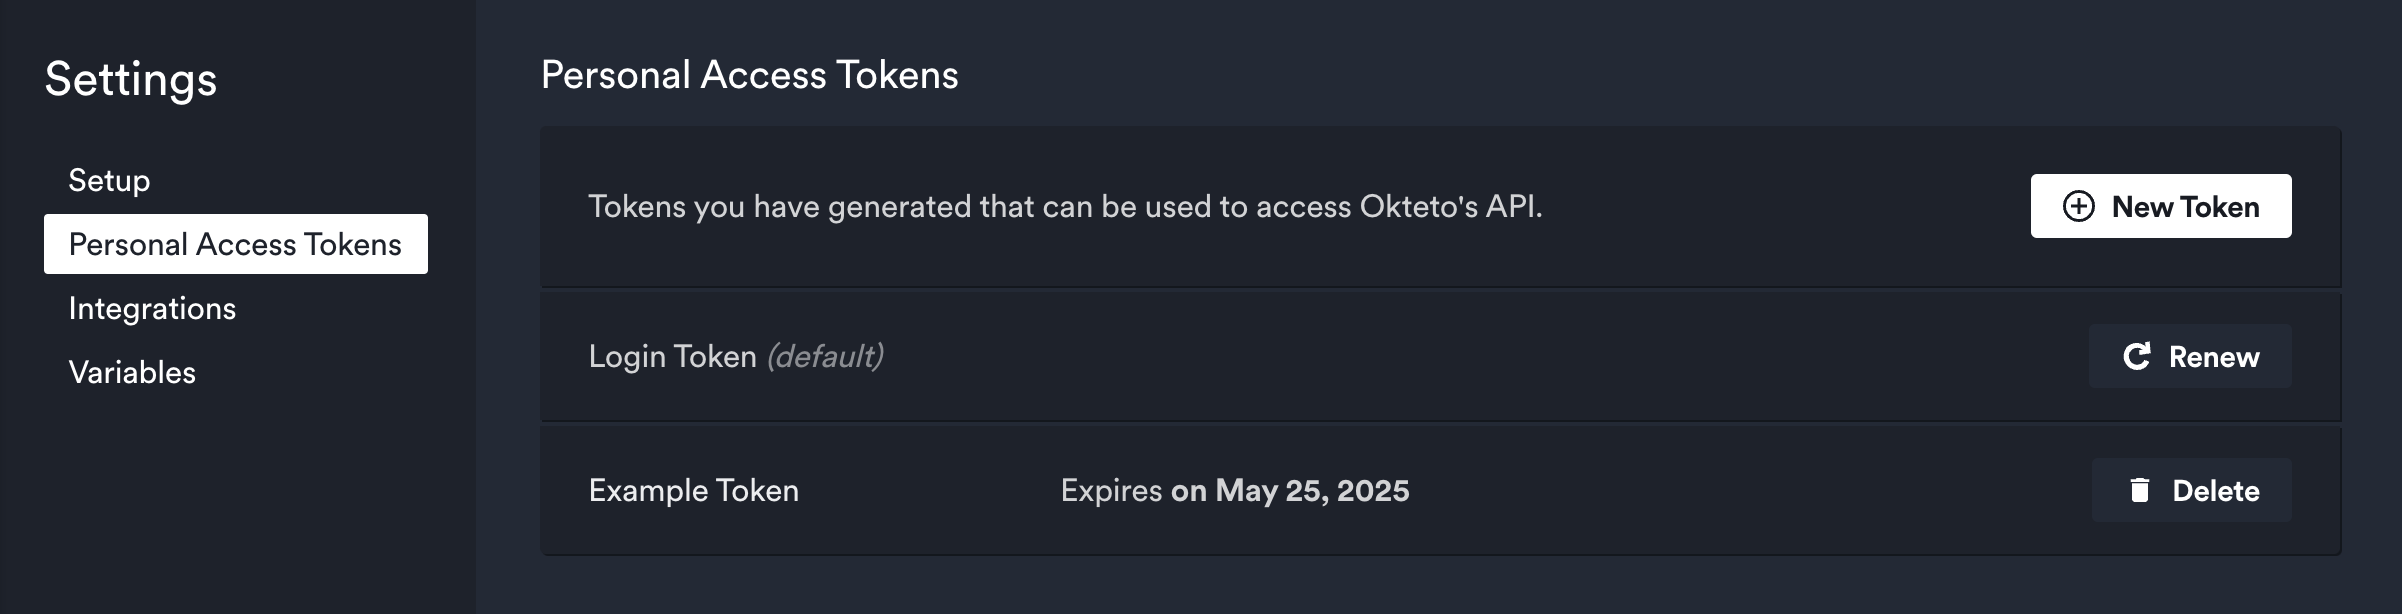 Settings
Setup
Personal Access Tokens
Integrations
Variables
Personal Access Tokens
Tokens you have generated that can be used to access Okteto's API.
New Token
Login Token (default)
Renew
Example Token
Expires on May 25, 2025
Delete